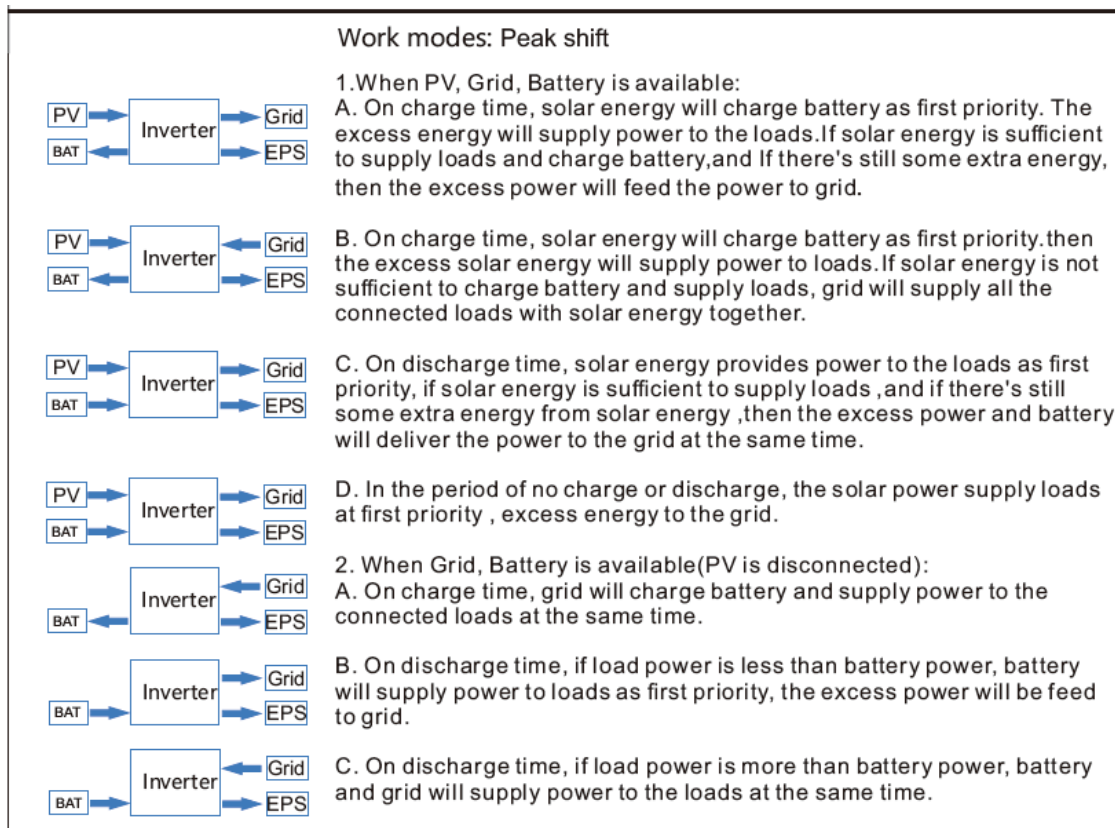 Work modes: Peak shift
1.When PV, Grid, Battery is available:
PV
BAT
Inverter
Grid
EPS
A. On charge time, solar energy will charge battery as first priority. The
excess energy will supply power to the loads.If solar energy is sufficient
to supply loads and charge battery,and If there's still some extra energy,
then the excess power will feed the power to grid.
PV
BAT
Inverter
Grid
EPS
B. On charge time, solar energy will charge battery as first priority.then
the excess solar energy will supply power to loads.If solar energy is not
sufficient to charge battery and supply loads, grid will supply all the
connected loads with solar energy together.
PV
BAT
Inverter
Grid
EPS
C. On discharge time, solar energy provides power to the loads as first
priority, if solar energy is sufficient to supply loads ,and if there's still
some extra energy from solar energy ,then the excess power and battery
will deliver the power to the grid at the same time.
PV
BAT
Inverter
Grid
EPS
D. In the period of no charge or discharge, the solar power supply loads
at first priority , excess energy to the grid.
2. When Grid, Battery is available(PV is disconnected):
BAT
Inverter
Grid
EPS
A. On charge time, grid will charge battery and supply power to the
connected loads at the same time.
BAT
Inverter
Grid
EPS
B. On discharge time, if load power is less than battery power, battery
will supply power to loads as first priority, the excess power will be feed
to grid.
BAT
Inverter
Grid
EPS
C. On discharge time, if load power is more than battery power, battery
and grid will supply power to the loads at the same time.